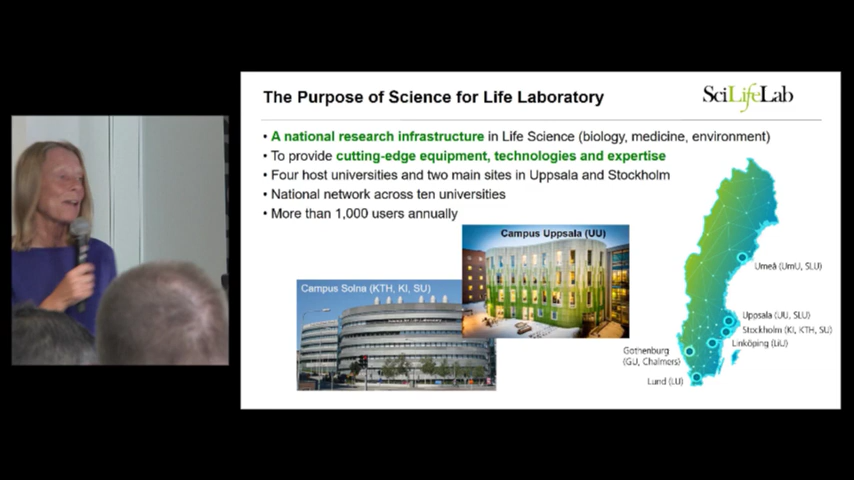 The Purpose of Science for Life Laboratory
SciLifeLab
• A national research infrastructure in Life Science (biology, medicine, environment)
• To provide cutting-edge equipment, technologies and expertise
• Four host universities and two main sites in Uppsala and Stockholm
• National network across ten universities
• More than 1,000 users annually
Campus Uppsala (UU)
Campus Solna (KTH, KI, SU)
Umeå (UmU, SLU)
Uppsala (UU, SLU)
Stockholm (KI, KTH, SU)
Linköping (LiU)
Gothenburg
(GU, Chalmers)
Lund (LU)